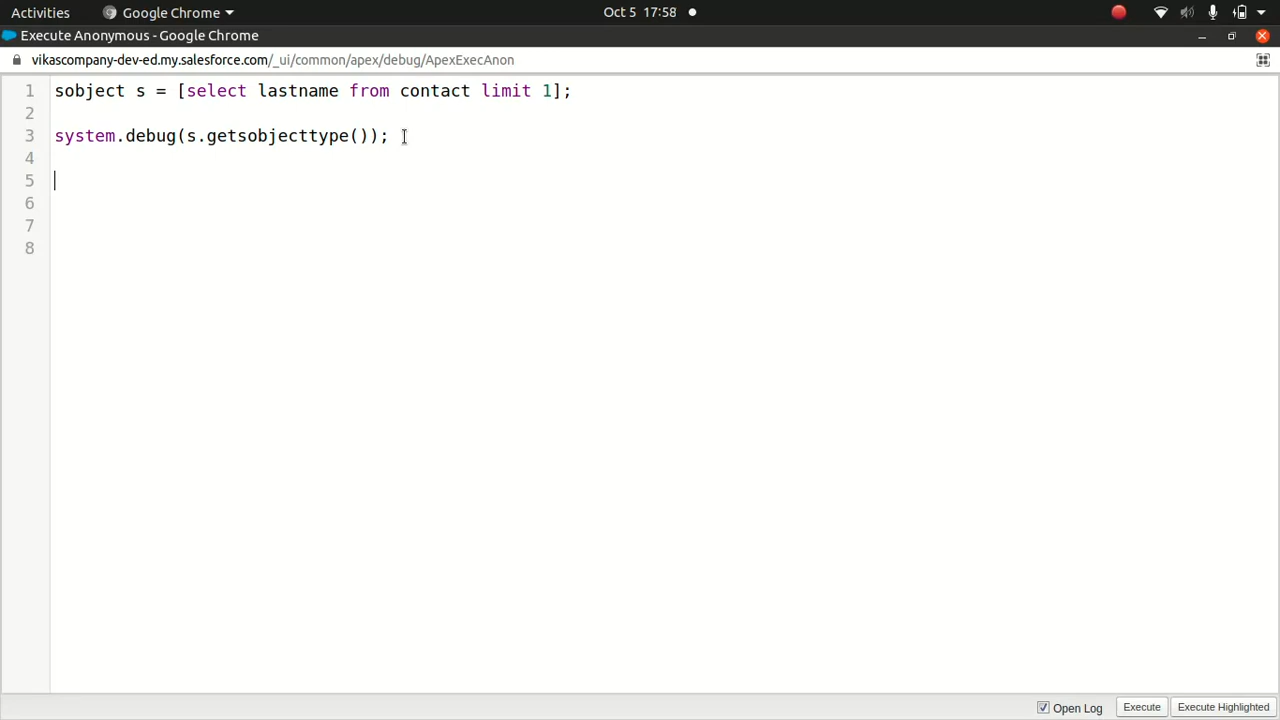 Activities Google Chrome Oct 5 17:58
Execute Anonymous - Google Chrome
vikascompany-dev-ed.my.salesforce.com/_ui/common/apex/debug/ApexExecAnon
1 sobject s = [select lastname from contact limit 1];
2
3 system.debug(s.getsobjecttype());
4
5
6
7
8
Open Log Execute Execute Highlighted